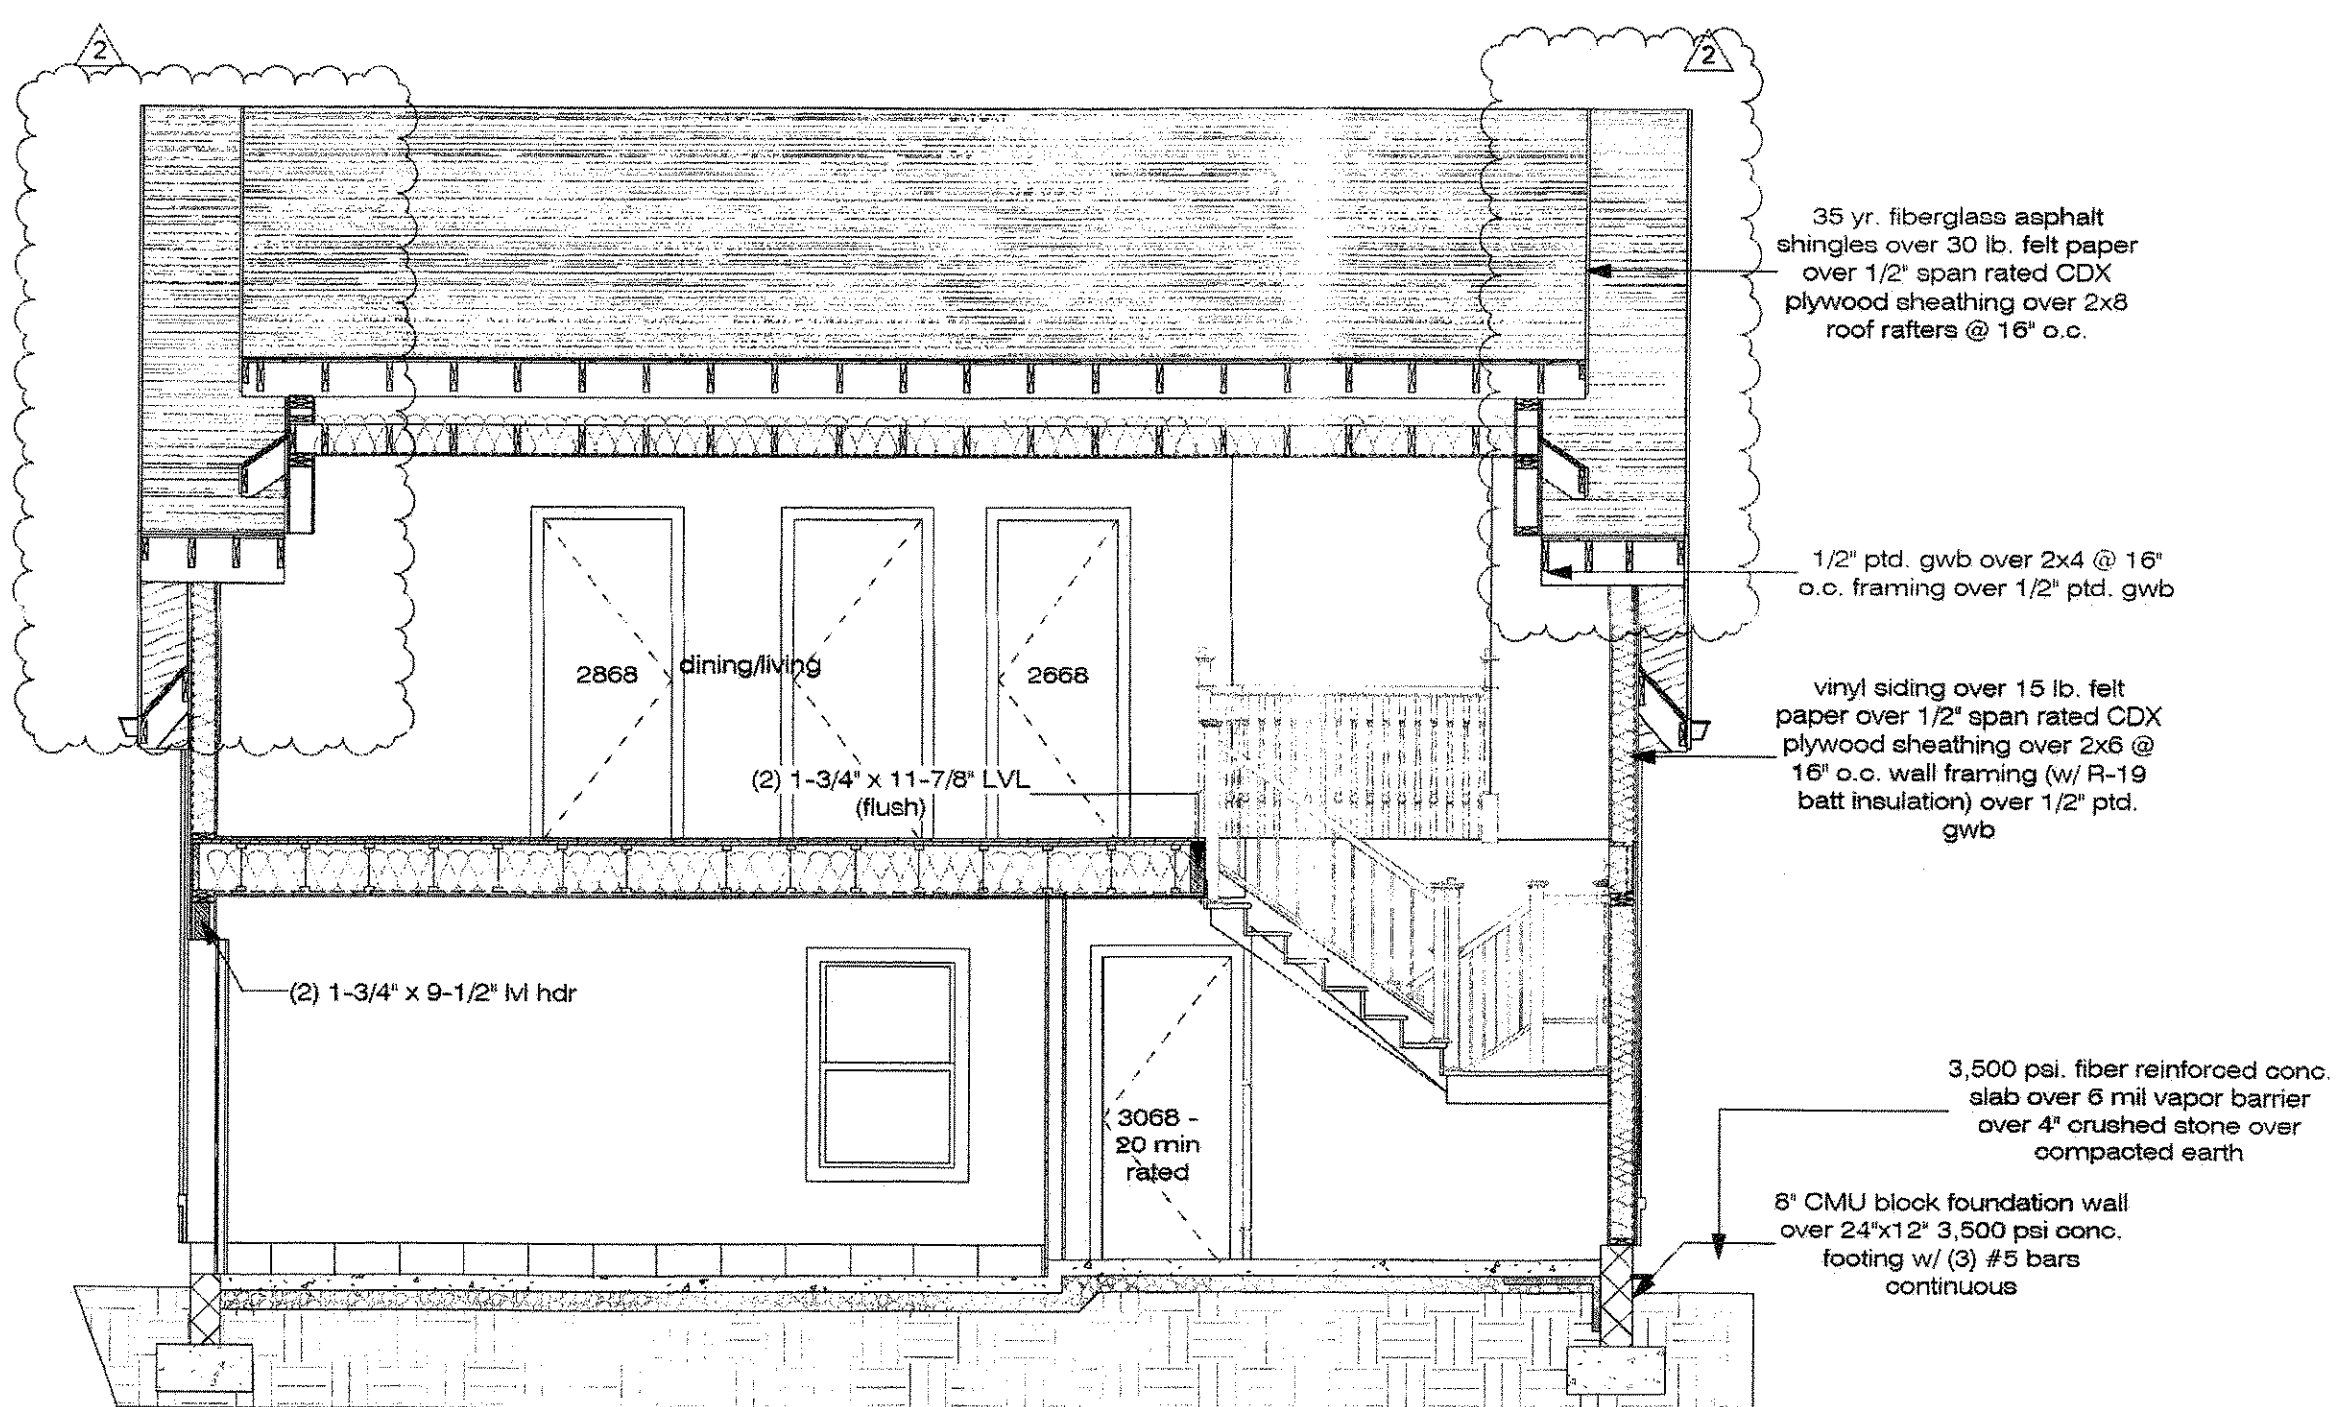 2
2
35 yr. fiberglass asphalt
shingles over 30 lb. felt paper
over 1/2" span rated CDX
plywood sheathing over 2x8
roof rafters @ 16" o.c.
1/2" ptd. gwb over 2x4 @ 16"
o.c. framing over 1/2" ptd. gwb
2868
dining/living
2668
vinyl siding over 15 lb. felt
paper over 1/2" span rated CDX
plywood sheathing over 2x6 @
16" o.c. wall framing (w/ R-19
batt insulation) over 1/2" ptd.
gwb
(2) 1-3/4" x 11-7/8" LVL
(flush)
(2) 1-3/4" x 9-1/2" lvl hdr
3068 -
20 min
rated
3,500 psi. fiber reinforced conc.
slab over 6 mil vapor barrier
over 4" crushed stone over
compacted earth
8" CMU block foundation wall
over 24"x12" 3,500 psi conc.
footing w/ (3) #5 bars
continuous